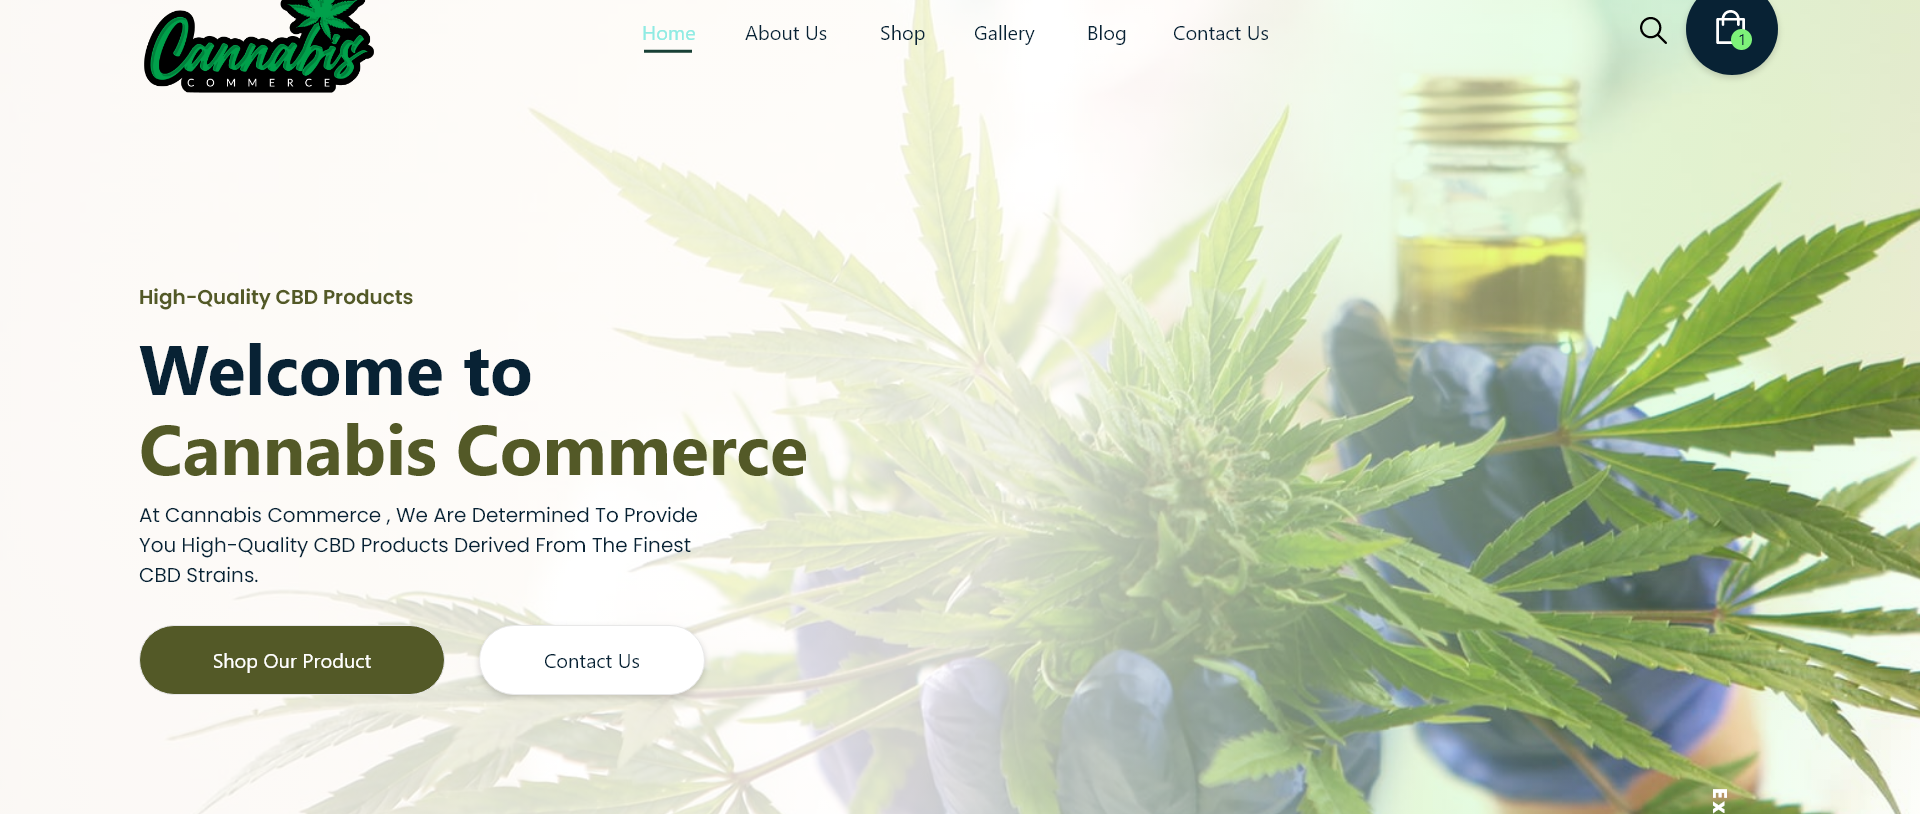 Cannabis
COMMERCE
Home About Us Shop Gallery Blog Contact Us
1
High-Quality CBD Products
Welcome to
Cannabis Commerce
At Cannabis Commerce , We Are Determined To Provide
You High-Quality CBD Products Derived From The Finest
CBD Strains.
Shop Our Product Contact Us
Ex